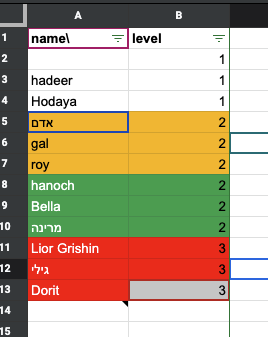 A B
1 name\ level
2 1
3 hadeer 1
4 Hodaya 1
5 אדם 2
6 gal 2
7 roy 2
8 hanoch 2
9 Bella 2
10 מרינה 2
11 Lior Grishin 3
12 גילי 3
13 Dorit 3
14
15